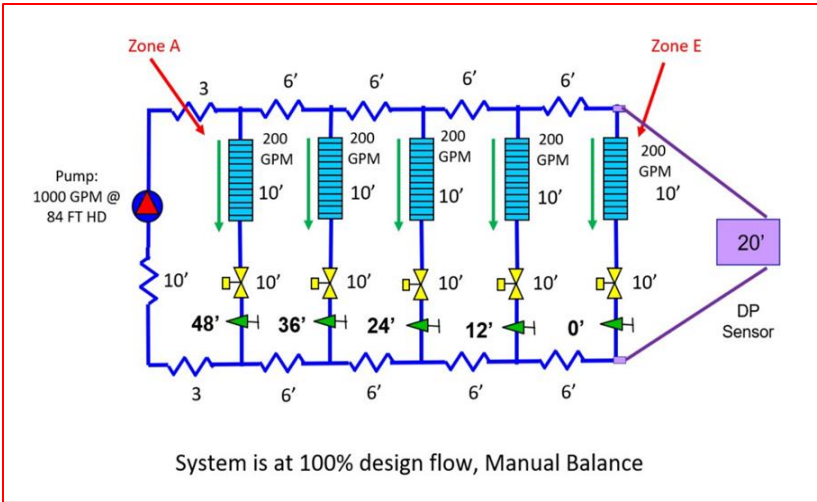 Zone A
Zone E
3
6’
6’
6’
6’
200
GPM
10’
200
GPM
10’
200
GPM
10’
200
GPM
10’
200
GPM
10’
Pump:
1000 GPM @
84 FT HD
20’
10’
10’
10’
10’
10’
10’
DP
Sensor
48’
36’
24’
12’
0’
3
6’
6’
6’
6’
System is at 100% design flow, Manual Balance